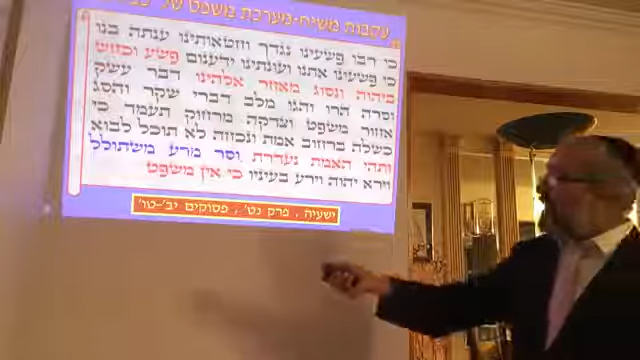 עקבות משיח-מערכת משפט של
כי רבו פשעינו נגדך וחטאותינו ענתה בנו
כי פשעינו אתנו ועונתינו ידענום פשע וכחש
ביהוה ונסוג מאחר אלהינו דבר עשק
וסרה הרו והגו מלב דברי שקר והסג
אחור משפט וצדקה מרחוק תעמד כי
כשלה ברחוב אמת ונכחה לא תוכל לבוא
ותהי האמת נעדרת וסר מרע משתולל
וירא יהוה וירע בעיניו כי אין משפט
ישעיה , פרק נט', פסוקים יב'-טו'